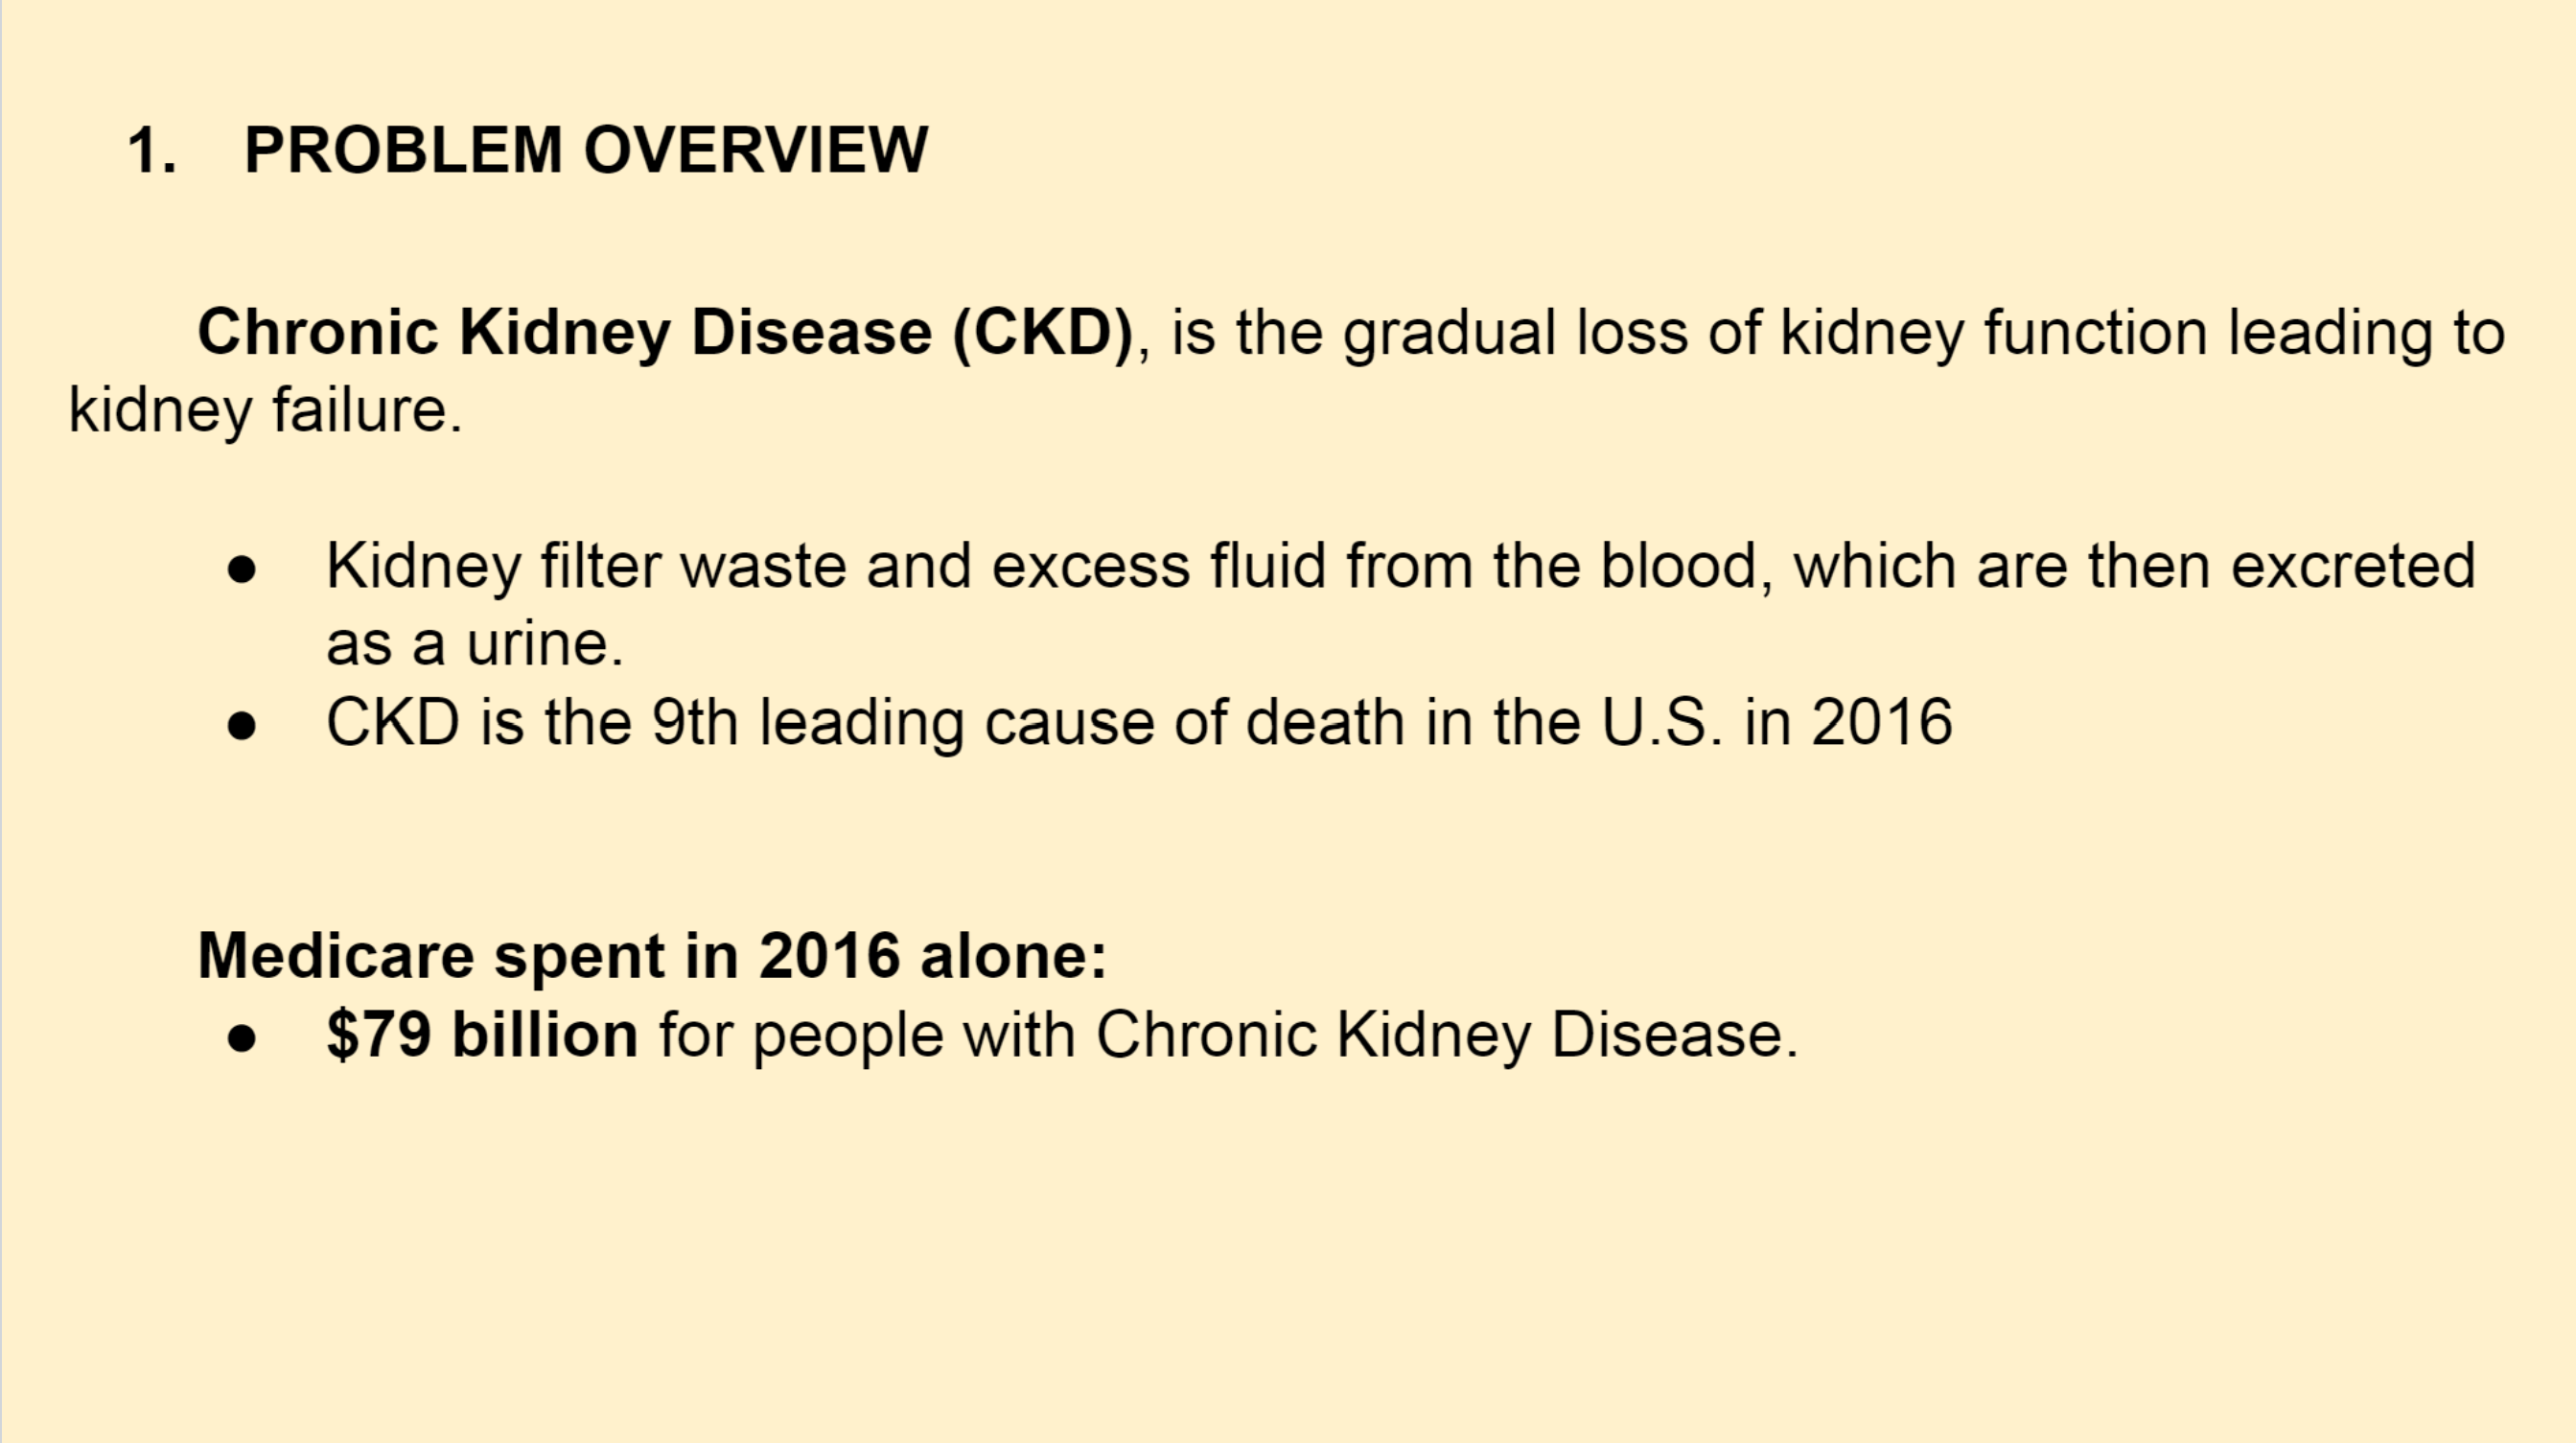 1. PROBLEM OVERVIEW
Chronic Kidney Disease (CKD), is the gradual loss of kidney function leading to
kidney failure.
● Kidney filter waste and excess fluid from the blood, which are then excreted
as a urine.
● CKD is the 9th leading cause of death in the U.S. in 2016
Medicare spent in 2016 alone:
● $79 billion for people with Chronic Kidney Disease.